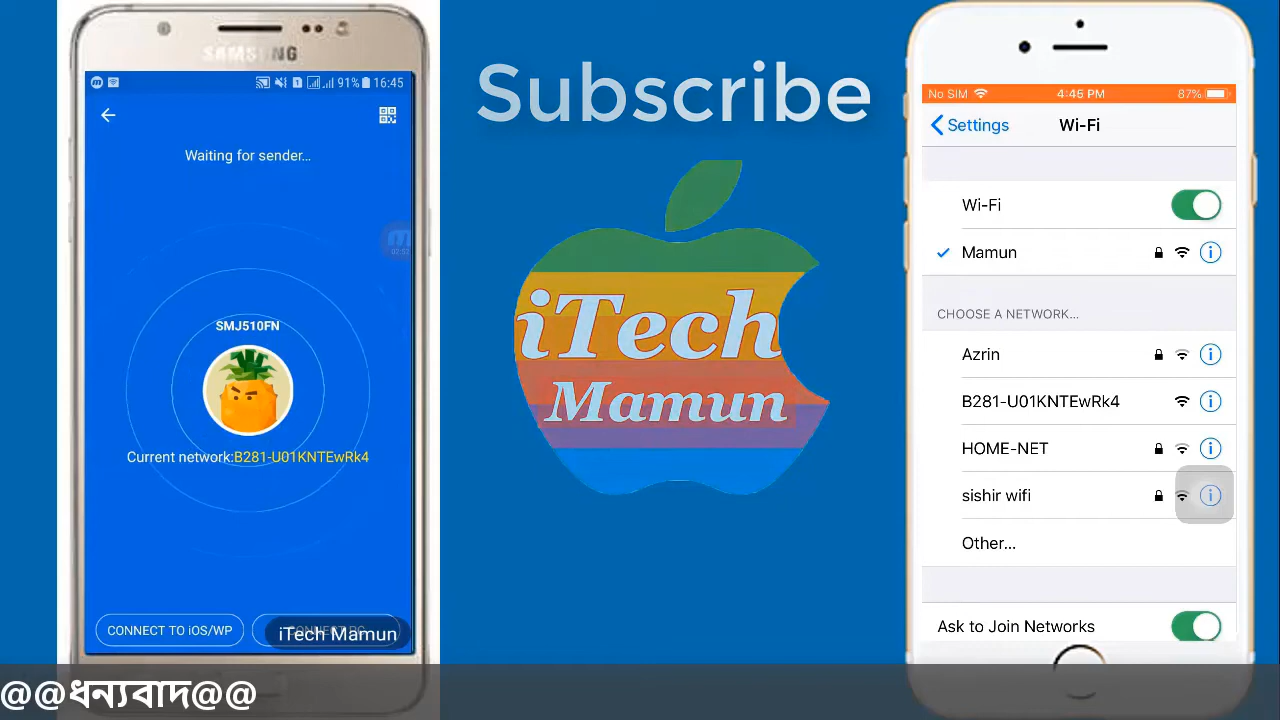 SAMSUNG
91% 16:45
Waiting for sender...
SMJ510FN
Current network:B281-U01KNTEwRk4
CONNECT TO iOS/WP
iTech Mamun
Subscribe
iTech
Mamun
No SIM 4:46 PM 87%
Settings Wi-Fi
Wi-Fi
Mamun
CHOOSE A NETWORK...
Azrin
B281-U01KNTEwRk4
HOME-NET
sishir wifi
Other...
Ask to Join Networks
@@ধন্যবাদ@@